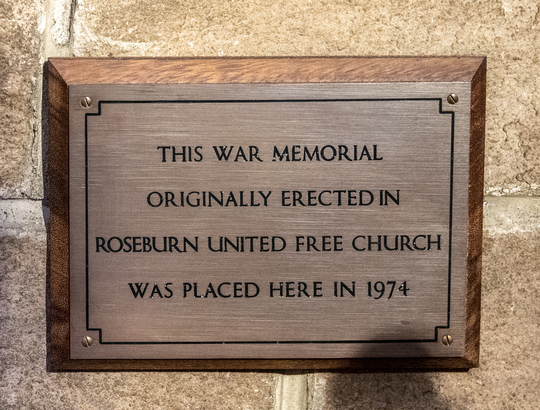 THIS WAR MEMORIAL
ORIGINALLY ERECTED IN
ROSEBURN UNITED FREE CHURCH
WAS PLACED HERE IN 1974